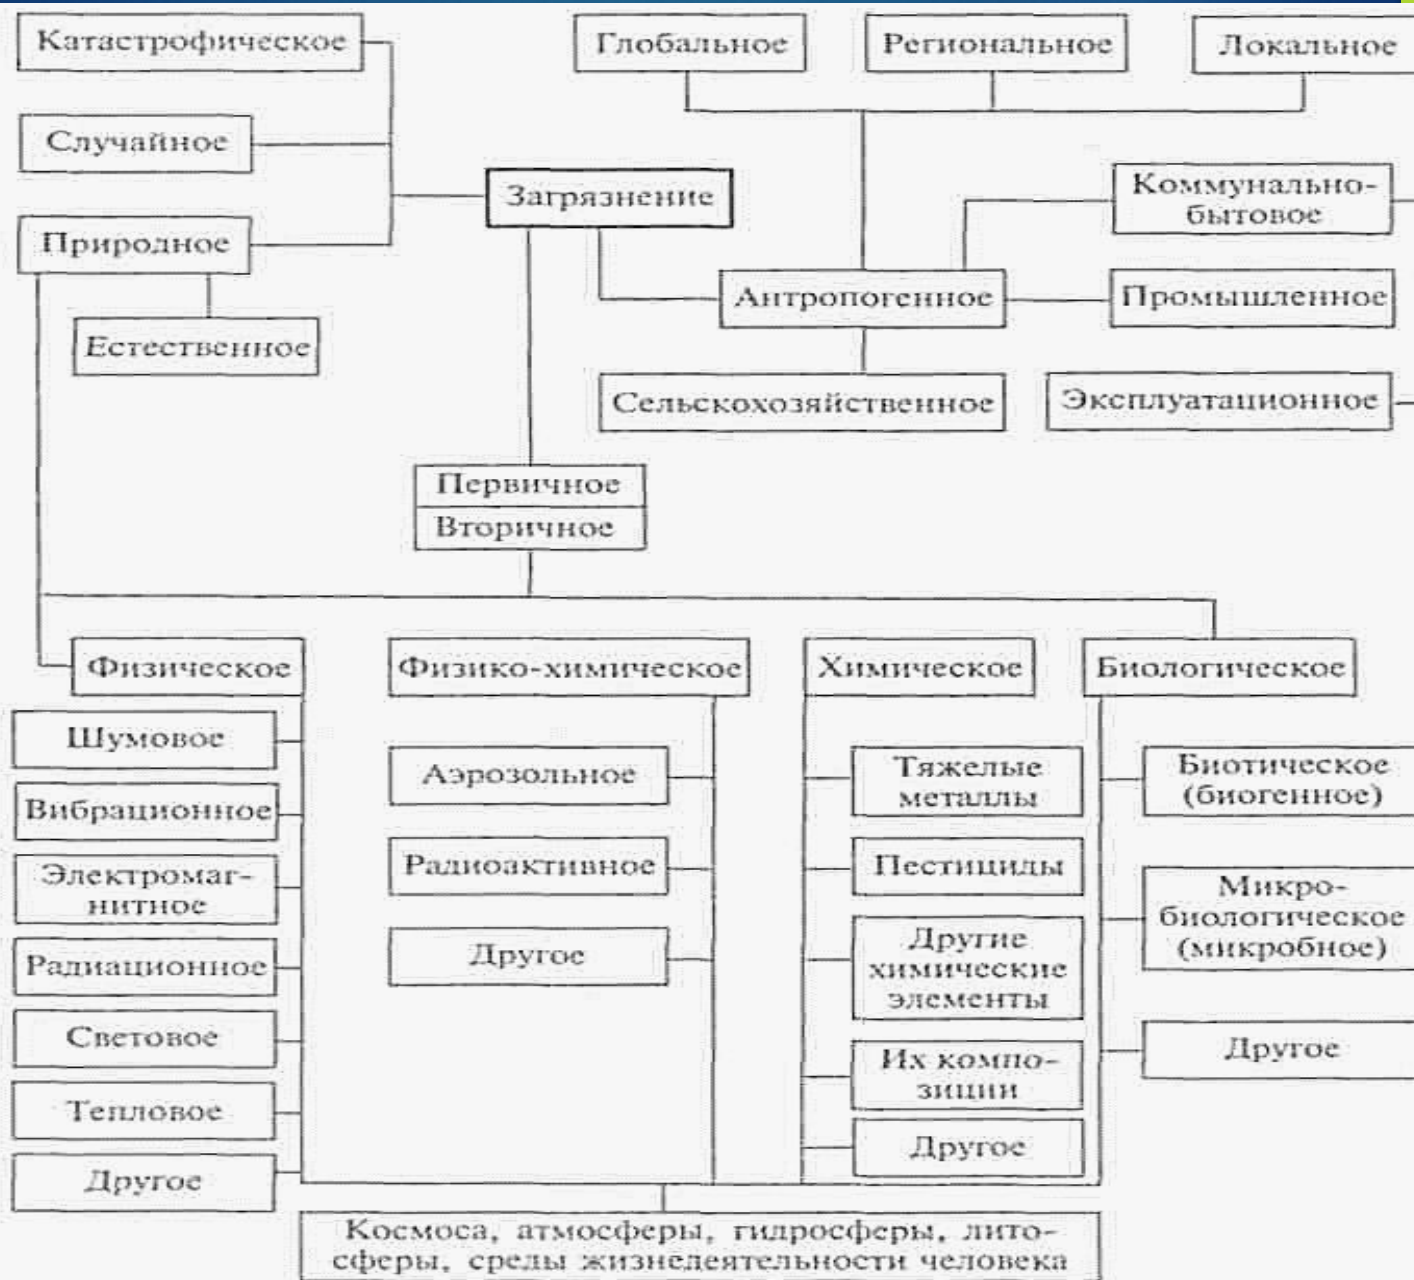 Катастрофическое
Глобальное
Региональное
Локальное
Случайное
Загрязнение
Коммунально-
бытовое
Природное
Антропогенное
Промышленное
Естественное
Сельскохозяйственное
Эксплуатационное
Первичное
Вторичное
Физическое
Физико-химическое
Химическое
Биологическое
Шумовое
Вибрационное
Электромаг-
нитное
Радиационное
Световое
Тепловое
Другое
Аэрозольное
Радиоактивное
Другое
Тяжелые
металлы
Пестициды
Другие
химические
элементы
Их компо-
зиции
Другое
Биотическое
(биогенное)
Микро-
биологическое
(микробное)
Другое
Космоса, атмосферы, гидросферы, лито-
сферы, среды жизнедеятельности человека